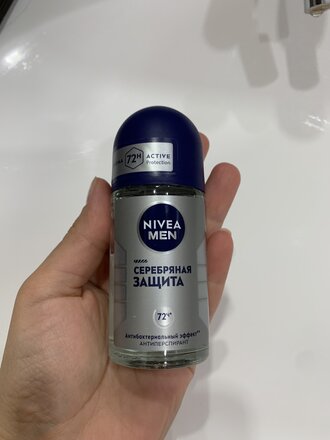 72H ACTIVE
Protection
NIVEA
MEN
СЕРЕБРЯНАЯ
ЗАЩИТА
72ч*
Антибактериальный эффект**
АНТИПЕРСПИРАНТ